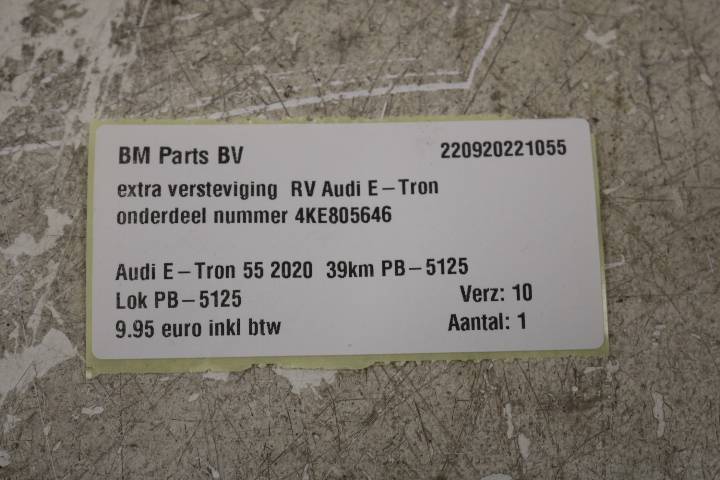 BM Parts BV 220920221055
extra versteviging RV Audi E-Tron
onderdeel nummer 4KE805646
Audi E-Tron 55 2020 39km PB-5125
Lok PB-5125 Verz: 10
9.95 euro inkl btw Aantal: 1